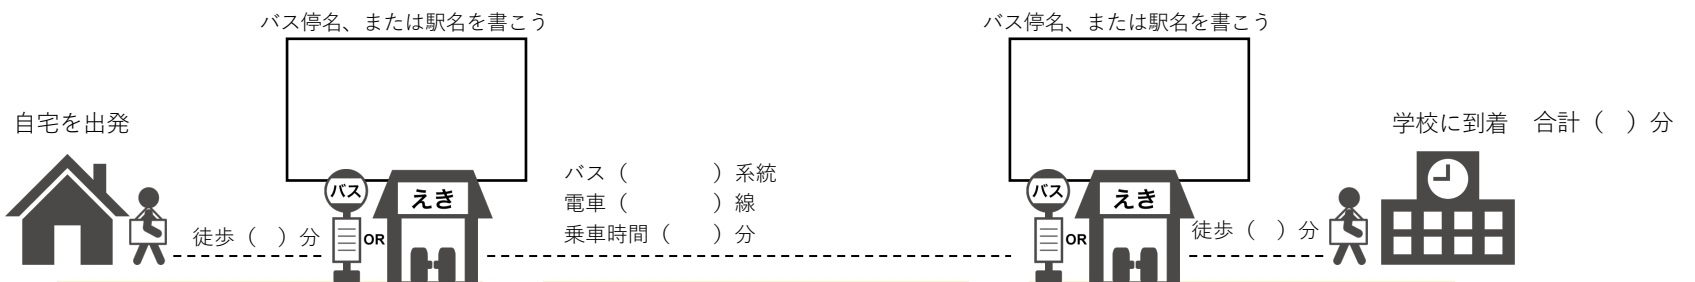 バス停名、または駅名を書こう
バス停名、または駅名を書こう
自宅を出発
学校に到着　合計（　）分
バス（　　　　）系統
電車（　　　　）線
乗車時間（　　）分
バス
えき
バス
えき
徒歩（　）分
OR
OR
徒歩（　）分